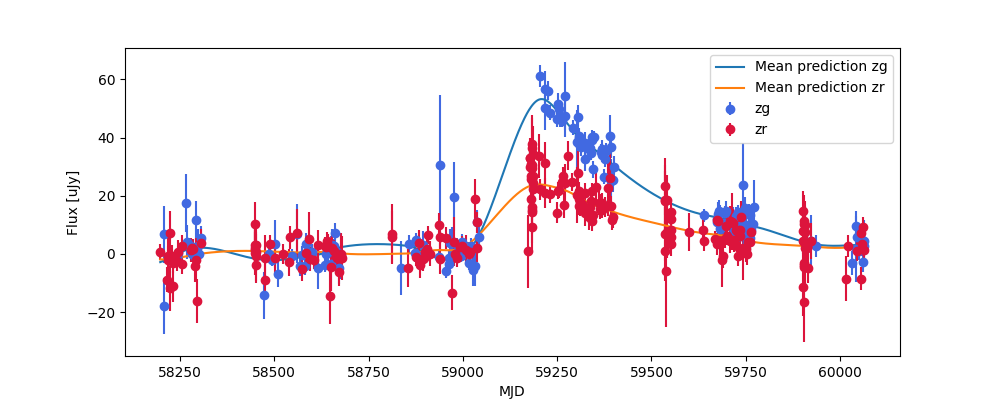 60
40
20
0
−20
58250 58500 58750 59000 59250 59500 59750 60000
MJD
Flux [uJy]
Mean prediction zg
Mean prediction zr
zg
zr